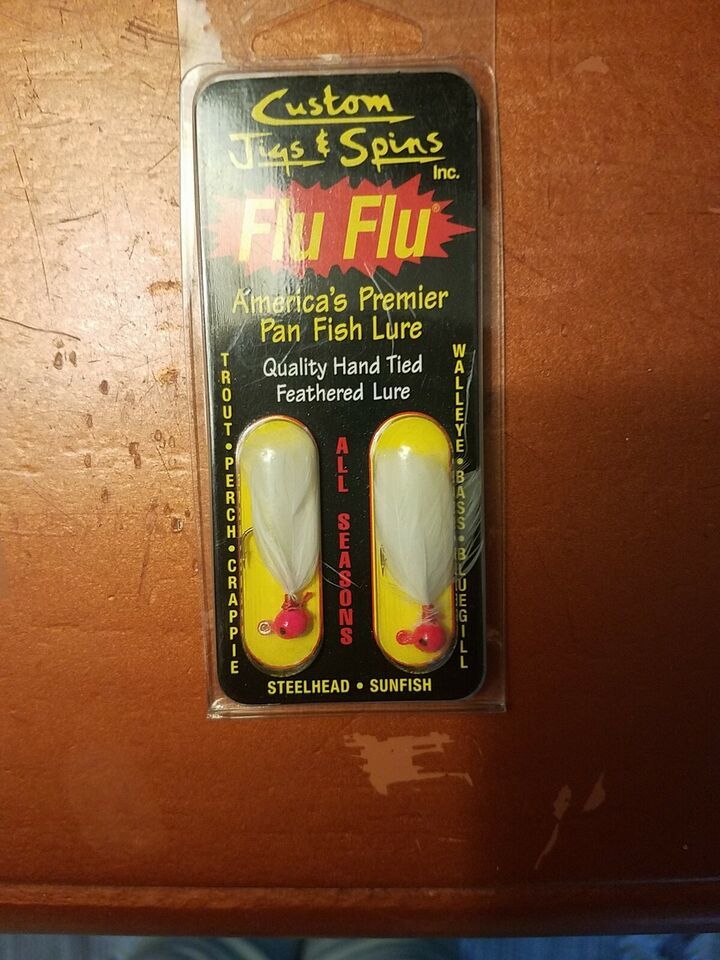 Custom
Jigs & Spins
Inc.
Flu Flu®
America's Premier
Pan Fish Lure
Quality Hand Tied
Feathered Lure
TROUT • PERCH • CRAPPIE
ALL SEASONS
WALLEYE • BASS • BLUEGILL
STEELHEAD • SUNFISH